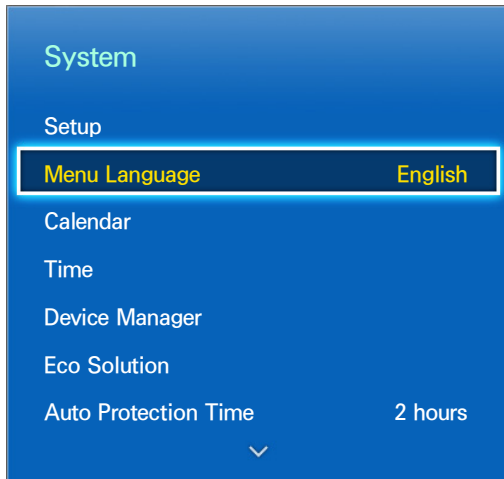 System
Setup
Menu Language English
Calendar
Time
Device Manager
Eco Solution
Auto Protection Time 2 hours